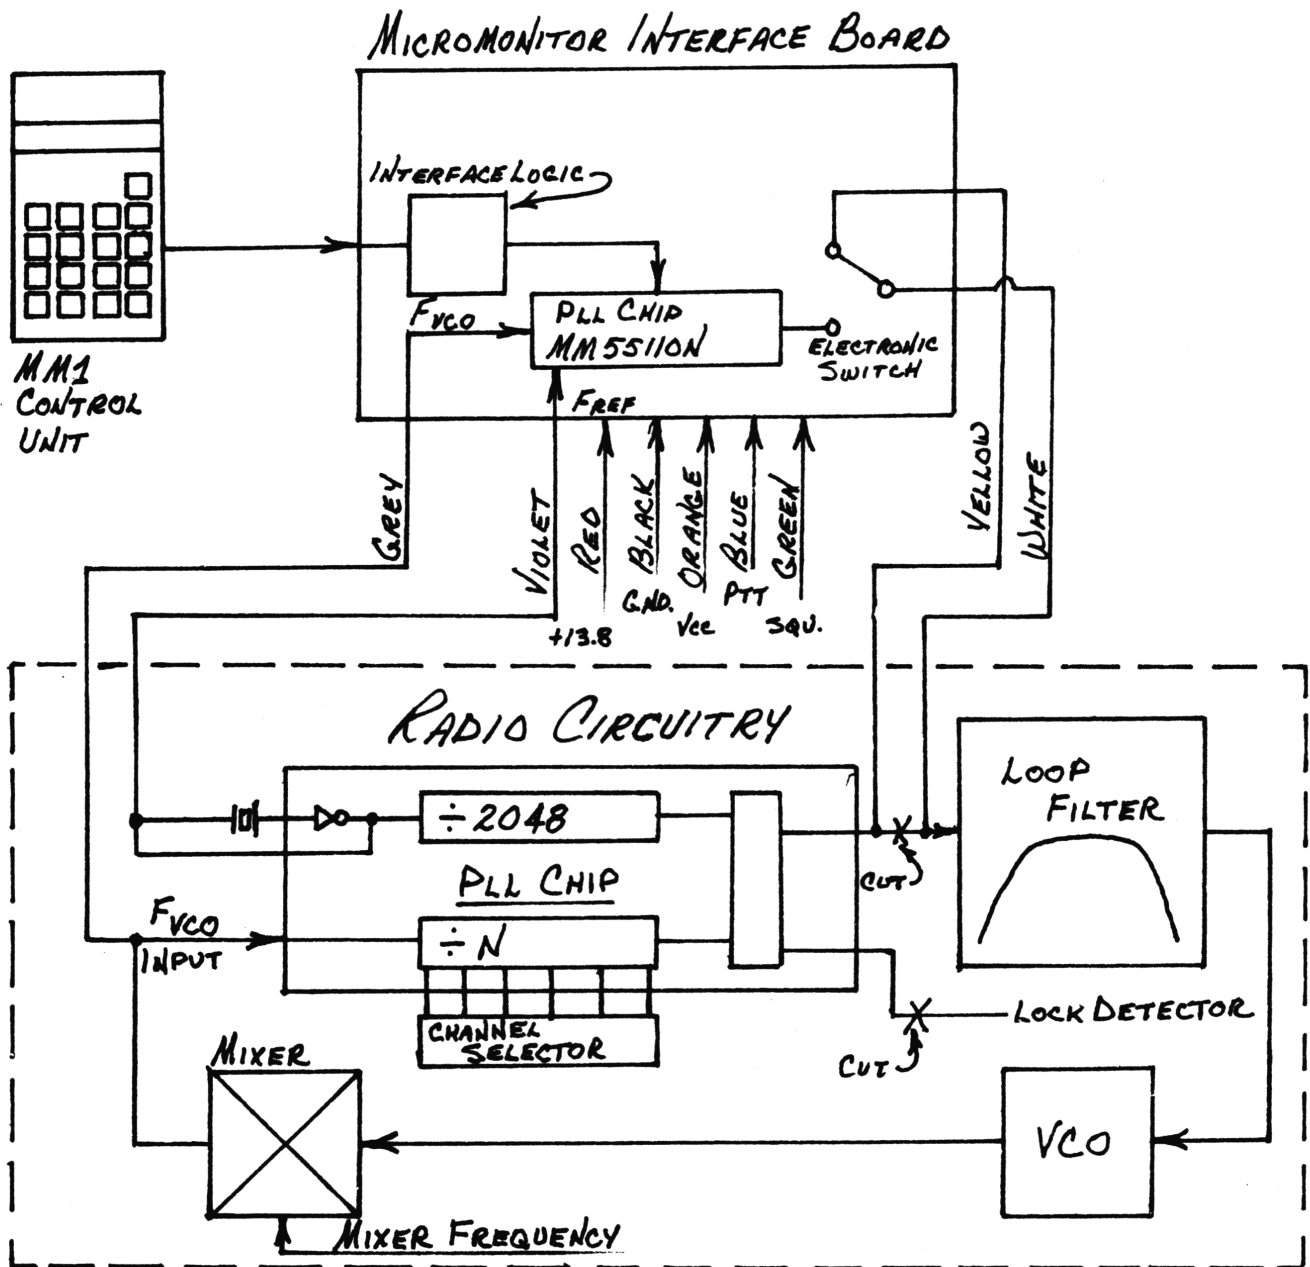 MICROMONITOR INTERFACE BOARD
INTERFACE LOGIC
FVCO
PLL CHIP
MM55110N
ELECTRONIC
SWITCH
FREF
MM1
CONTROL
UNIT
GREY
VIOLET
RED
BLACK
ORANGE
BLUE
GREEN
YELLOW
WHITE
+13.8
GND.
VCC
PTT
SQU.
RADIO CIRCUITRY
÷2048
PLL CHIP
÷N
CHANNEL
SELECTOR
FVCO
INPUT
CUT
LOOP
FILTER
LOCK DETECTOR
CUT
MIXER
VCO
MIXER FREQUENCY